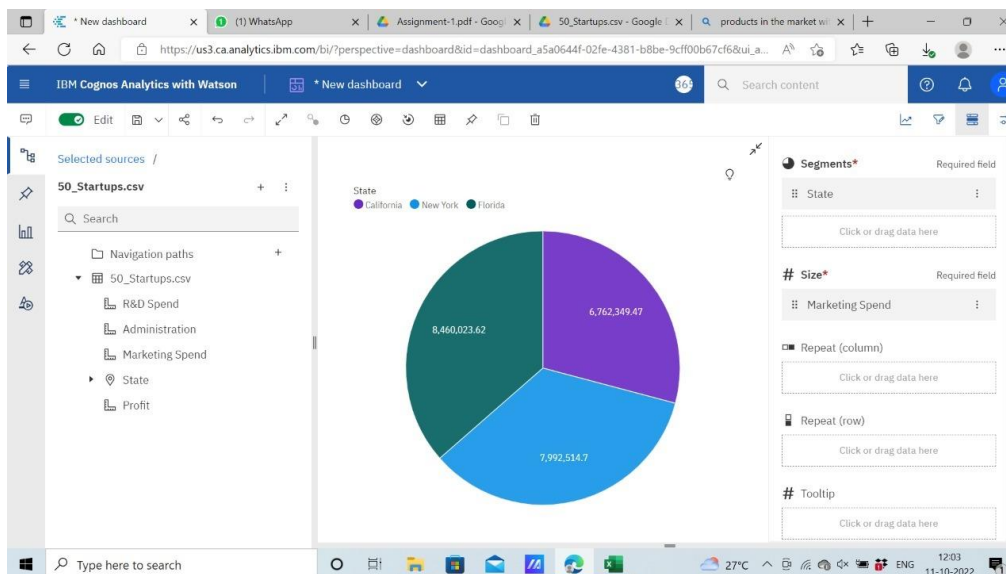 * New dashboard
(1) WhatsApp
Assignment-1.pdf - Googl
50_Startups.csv - Google
products in the market wi
https://us3.ca.analytics.ibm.com/bi/?perspective=dashboard&id=dashboard_a5a0644f-02fe-4381-b8be-9cff00b67cf6&ui_a...
IBM Cognos Analytics with Watson
* New dashboard
Search content
Edit
Selected sources /
50_Startups.csv
Search
Navigation paths
50_Startups.csv
R&D Spend
Administration
Marketing Spend
State
Profit
State
California New York Florida
6,762,349.47
8,460,023.62
7,992,514.7
Segments* Required field
State
Click or drag data here
# Size* Required field
Marketing Spend
Repeat (column)
Click or drag data here
Repeat (row)
Click or drag data here
# Tooltip
Click or drag data here
Type here to search
27°C
ENG
12:03
11-10-2022